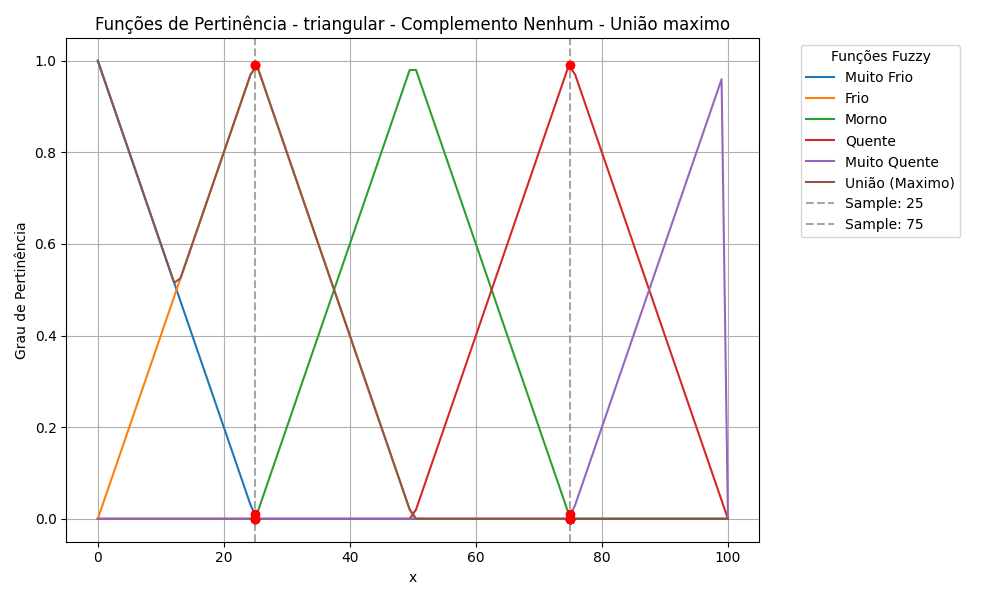 Funções de Pertinência - triangular - Complemento Nenhum - União maximo
Grau de Pertinência
1.0
0.8
0.6
0.4
0.2
0.0
0
20
40
60
80
100
x
Funções Fuzzy
Muito Frio
Frio
Morno
Quente
Muito Quente
União (Maximo)
Sample: 25
Sample: 75